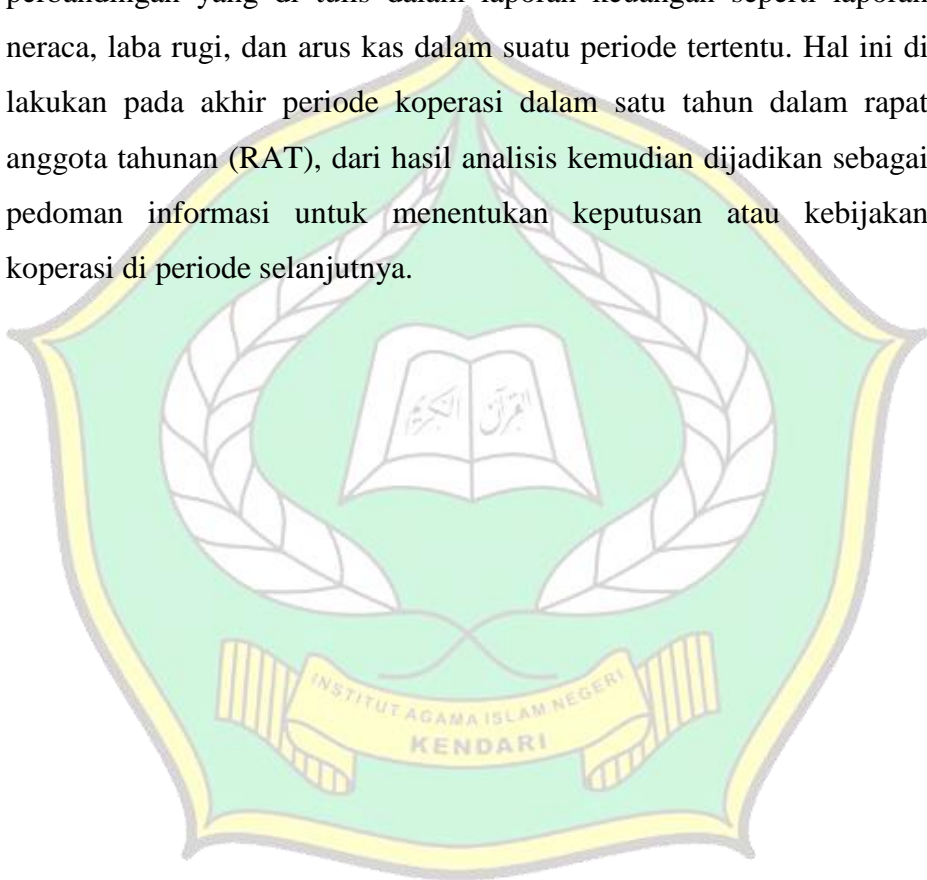 perbandingan yang di tulis dalam laporan keuangan seperti laporan
neraca, laba rugi, dan arus kas dalam suatu periode tertentu. Hal ini di
lakukan pada akhir periode koperasi dalam satu tahun dalam rapat
anggota tahunan (RAT), dari hasil analisis kemudian dijadikan sebagai
pedoman informasi untuk menentukan keputusan atau kebijakan
koperasi di periode selanjutnya.
القرآن الكريم
INSTITUT AGAMA ISLAM NEGERI
KENDARI